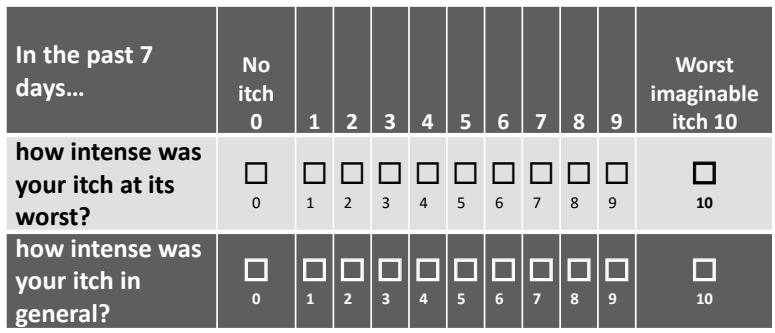 In the past 7
days…
No
itch
0
1 2 3 4 5 6 7 8 9
Worst
imaginable
itch 10
how intense was
your itch at its
worst?
0 1 2 3 4 5 6 7 8 9 10
how intense was
your itch in
general?
0 1 2 3 4 5 6 7 8 9 10